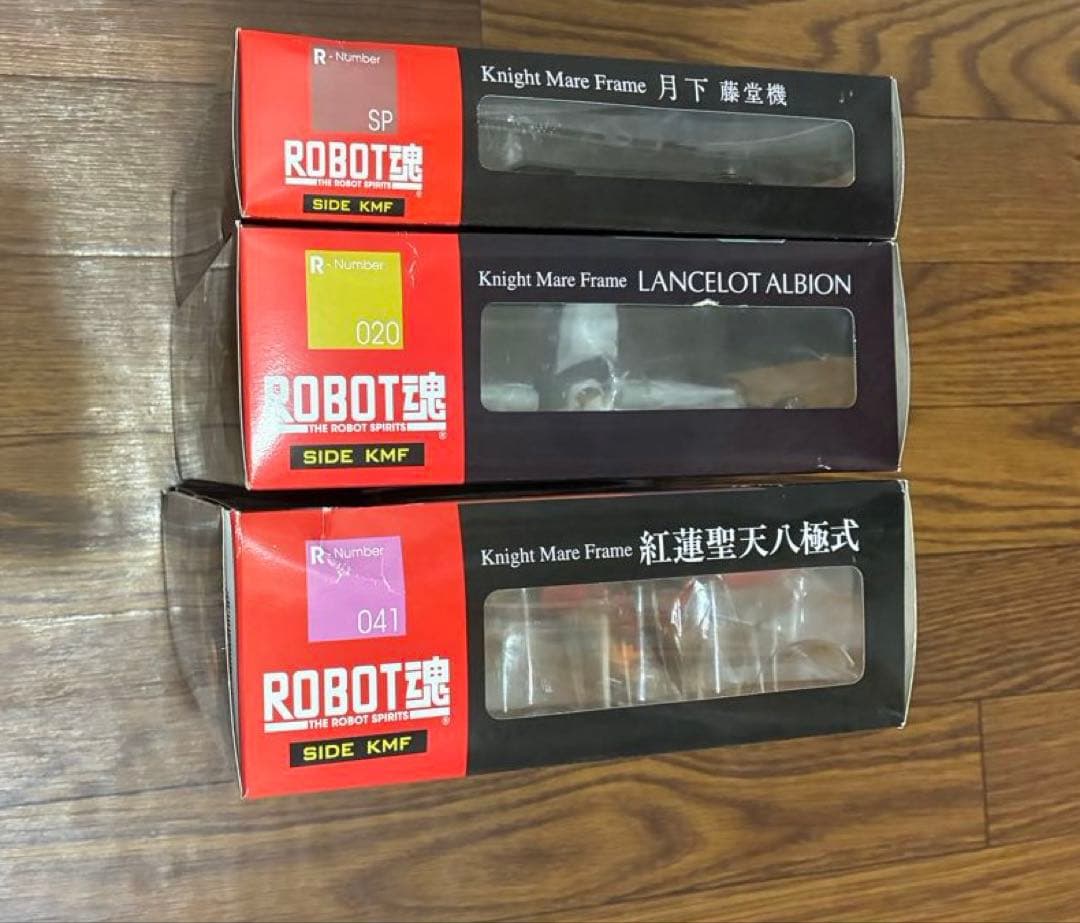 R-Number
SP
ROBOT魂
THE ROBOT SPIRITS
®
SIDE KMF
Knight Mare Frame 月下 藤堂機
R-Number
020
ROBOT魂
THE ROBOT SPIRITS
®
SIDE KMF
Knight Mare Frame LANCELOT ALBION
R-Number
041
ROBOT魂
THE ROBOT SPIRITS
®
SIDE KMF
Knight Mare Frame 紅蓮聖天八極式